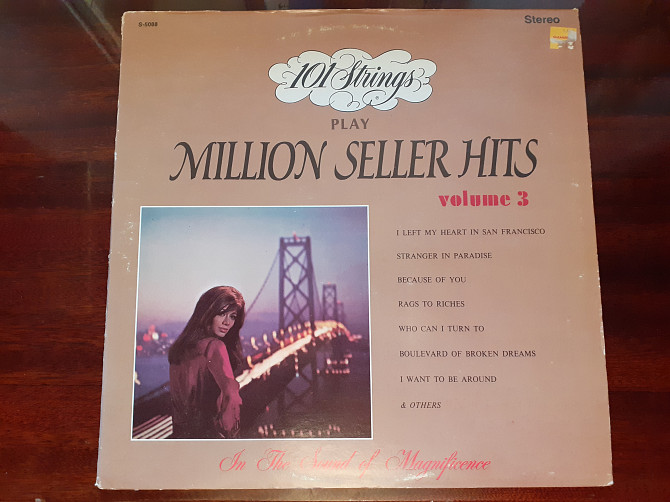 S-5088
Stereo
101 Strings
PLAY
MILLION SELLER HITS
volume 3
I LEFT MY HEART IN SAN FRANCISCO
STRANGER IN PARADISE
BECAUSE OF YOU
RAGS TO RICHES
WHO CAN I TURN TO
BOULEVARD OF BROKEN DREAMS
I WANT TO BE AROUND
& OTHERS
In The Sound of Magnificence